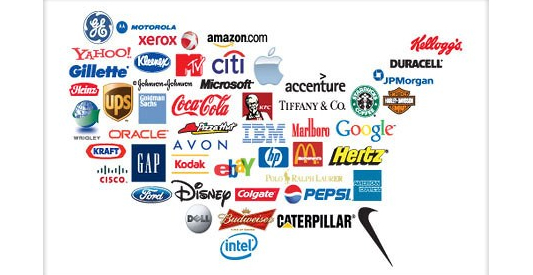 GE
MOTOROLA
xerox
amazon.com
Kellogg's
YAHOO!
Kleenex
MTV
citi
DURACELL
Gillette
Johnson & Johnson
Microsoft
accenture
JPMorgan
Heinz
ups
Goldman
Sachs
Coca-Cola
KFC
TIFFANY & CO.
STARBUCKS
HARLEY-DAVIDSON
WRIGLEY
ORACLE
Pizza Hut
IBM
Marlboro
Google
KRAFT
AVON
CISCO
GAP
Kodak
ebay
hp
McDonald's
Hertz
POLO RALPH LAUREN
Ford
Disney
Colgate
PEPSI
AMERICAN
EXPRESS
DELL
Budweiser
CATERPILLAR
intel